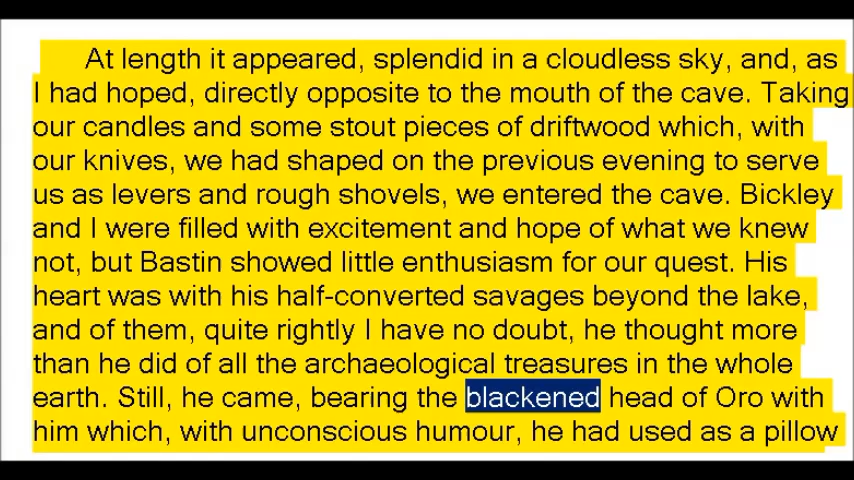 At length it appeared, splendid in a cloudless sky, and, as
I had hoped, directly opposite to the mouth of the cave. Taking
our candles and some stout pieces of driftwood which, with
our knives, we had shaped on the previous evening to serve
us as levers and rough shovels, we entered the cave. Bickley
and I were filled with excitement and hope of what we knew
not, but Bastin showed little enthusiasm for our quest. His
heart was with his half-converted savages beyond the lake,
and of them, quite rightly I have no doubt, he thought more
than he did of all the archaeological treasures in the whole
earth. Still, he came, bearing the blackened head of Oro with
him which, with unconscious humour, he had used as a pillow